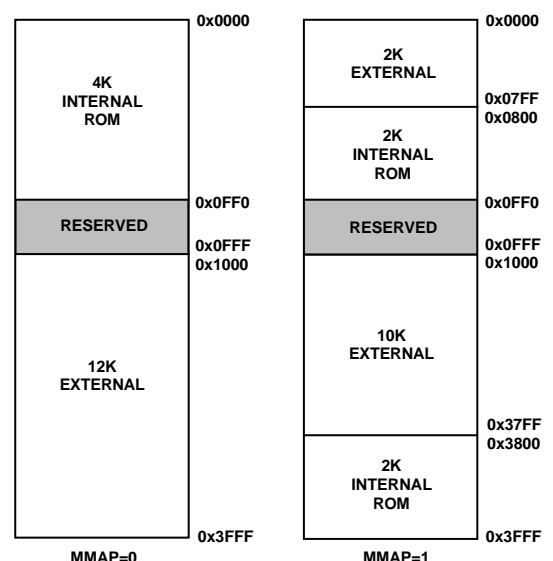 0x0000
4K
INTERNAL
ROM
0x0FF0
RESERVED
0x0FFF
0x1000
12K
EXTERNAL
0x3FFF
MMAP=0
0x0000
2K
EXTERNAL
0x07FF
0x0800
2K
INTERNAL
ROM
0x0FF0
RESERVED
0x0FFF
0x1000
10K
EXTERNAL
0x37FF
0x3800
2K
INTERNAL
ROM
0x3FFF
MMAP=1